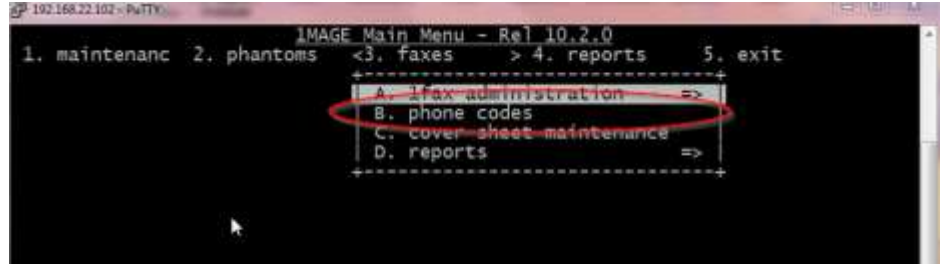 192.168.22.102 - PuTTY
1MAGE Main Menu - Rel 10.2.0
1. maintenanc 2. phantoms <3. faxes > 4. reports 5. exit
A. 1fax administration =>
B. phone codes
C. cover sheet maintenance
D. reports =>